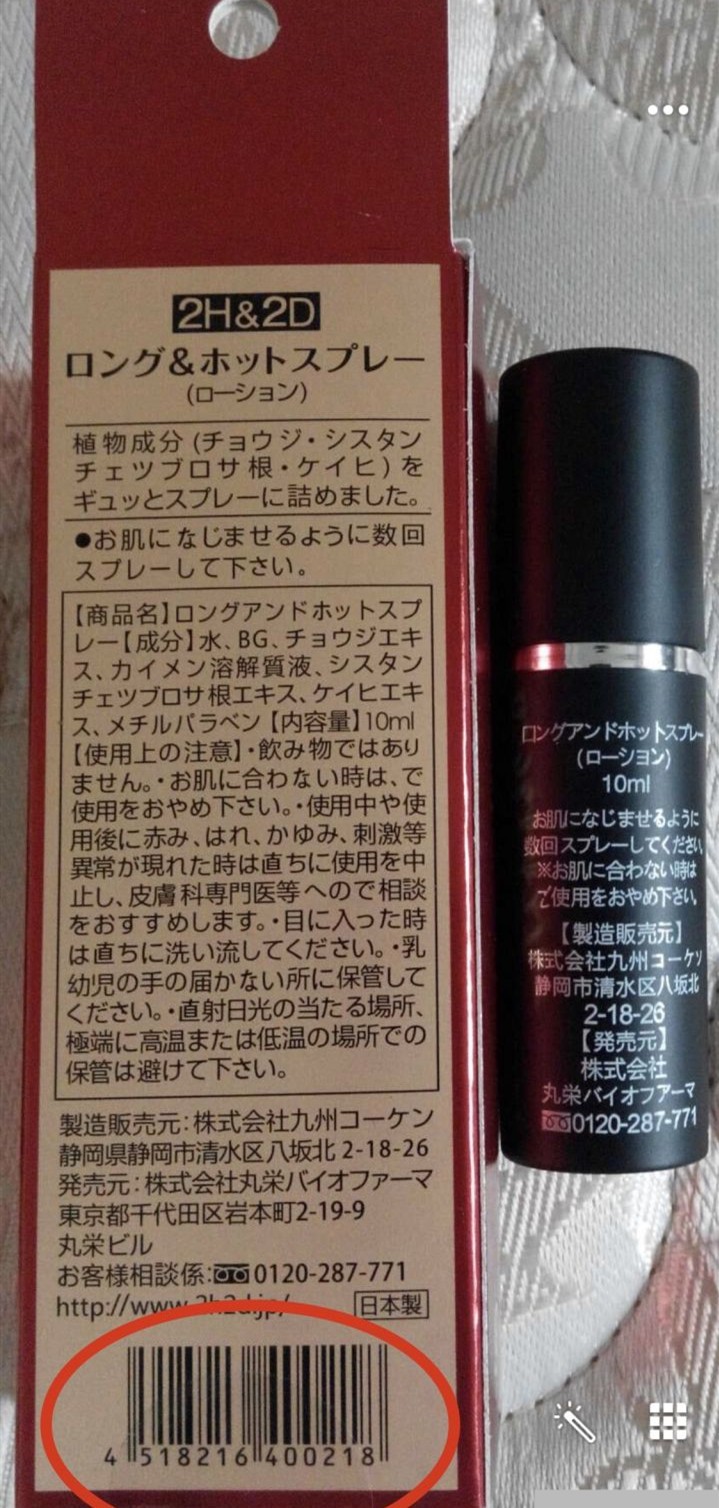 2H&2D
ロング&ホットスプレー
(ローション)
植物成分(チョウジ・シスタン
チェツブロサ根・ケイヒ)を
ギュッとスプレーに詰めました。
●お肌になじませるように数回
スプレーして下さい。
【商品名】ロングアンドホットスプ
レー【成分】水、BG、チョウジエキ
ス、カイメン溶解質液、シスタン
チェツブロサ根エキス、ケイヒエキ
ス、メチルパラベン【内容量】10ml
【使用上の注意】・飲み物ではあり
ません。・お肌に合わない時は、ご
使用をおやめ下さい。・使用中や使
用後に赤み、はれ、かゆみ、刺激等
異常が現れた時は直ちに使用を中
止し、皮膚科専門医等へのご相談
をおすすめします。・目に入った時
は直ちに洗い流してください。・乳
幼児の手の届かない所に保管して
ください。・直射日光の当たる場所、
極端に高温または低温の場所での
保管は避けて下さい。
製造販売元:株式会社九州コーケン
静岡県静岡市清水区八坂北 2-18-26
発売元:株式会社丸栄バイオファーマ
東京都千代田区岩本町2-19-9
丸栄ビル
お客様相談係:0120-287-771
http://www.2h2d.jp/ 日本製
4 518216 400218
ロングアンドホットスプレー
(ローション)
10ml
お肌になじませるように
数回スプレーしてください
※お肌に合わない時は
ご使用をおやめ下さい。
【製造販売元】
株式会社九州コーケン
静岡市清水区八坂北
2-18-26
【発売元】
株式会社
丸栄バイオファーマ
0120-287-771